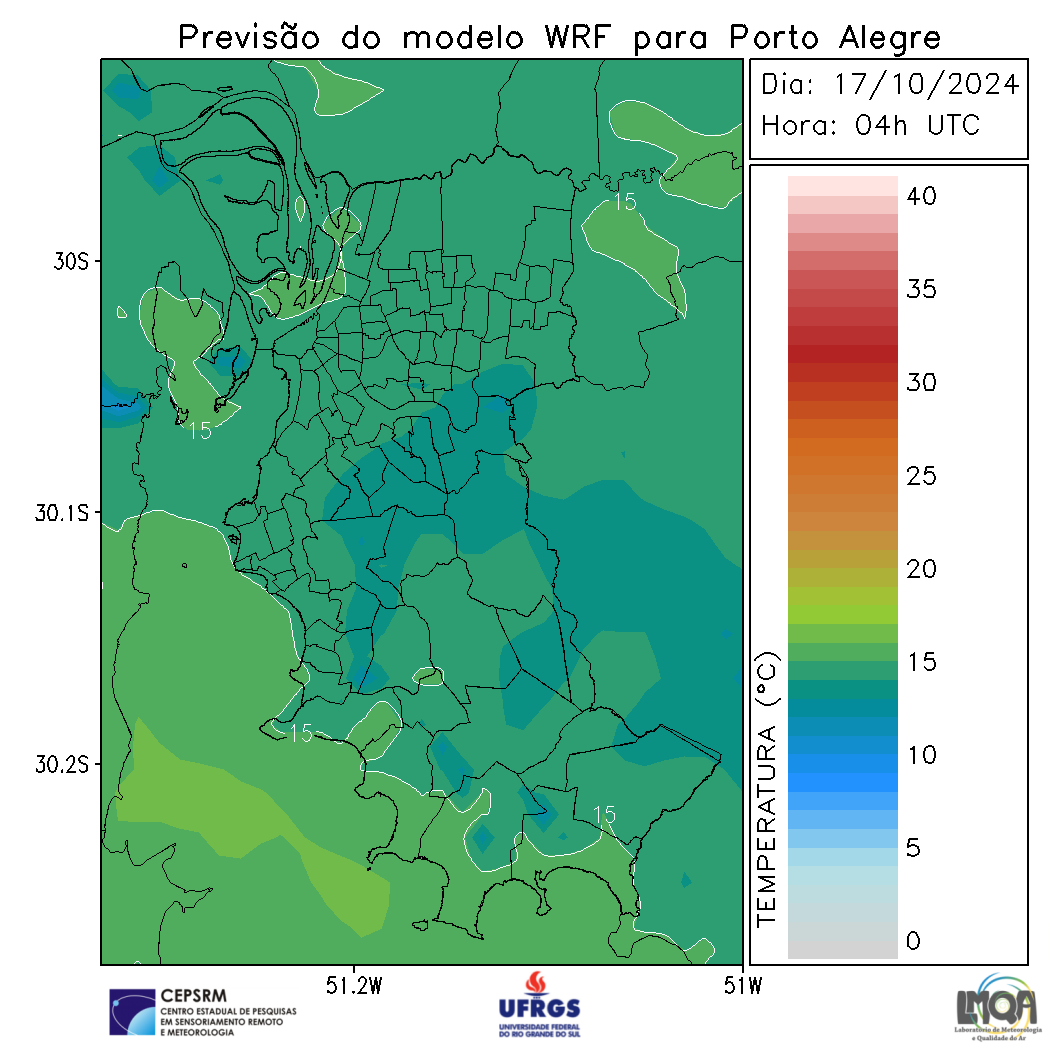 Previsão do modelo WRF para Porto Alegre
Dia: 17/10/2024
Hora: 04h UTC
40
35
30
25
20
15
10
5
0
TEMPERATURA (°C)
30S
30.1S
30.2S
51.2W
51W
15
15
15
15
CEPSRM
CENTRO ESTADUAL DE PESQUISAS
EM SENSORIAMENTO REMOTO
E METEOROLOGIA
UFRGS
UNIVERSIDADE FEDERAL
DO RIO GRANDE DO SUL
LMQA
Laboratório de Meteorologia
e Qualidade do Ar